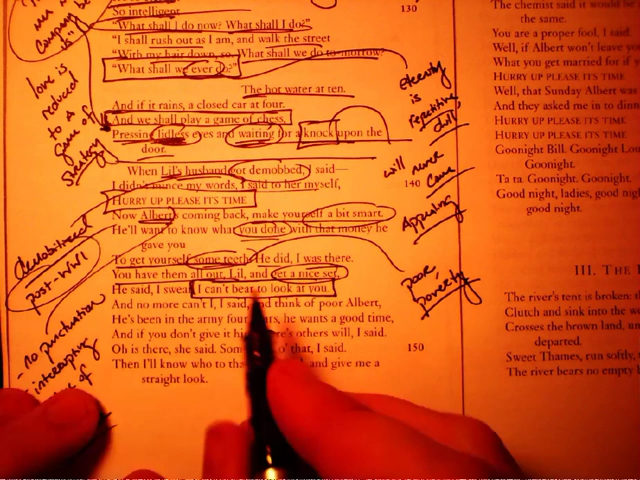 So intelligent
"What shall I do now? What shall I do?"
130
"I shall rush out as I am, and walk the street
"With my hair down, so. What shall we do to-morrow?
"What shall we ever do?"
The hot water at ten.
And if it rains, a closed car at four.
And we shall play a game of chess,
Pressing lidless eyes and waiting for a knock upon the
door.
When Lil's husband got demobbed, I said—
I didn't mince my words, I said to her myself,
140
HURRY UP PLEASE ITS TIME
Now Albert's coming back, make yourself a bit smart.
He'll want to know what you done with that money he
gave you
To get yourself some teeth. He did, I was there.
You have them all out, Lil, and get a nice set,
He said, I swear, I can't bear to look at you.
And no more can't I, I said, and think of poor Albert,
He's been in the army four years, he wants a good time,
And if you don't give it him, there's others will, I said.
Oh is there, she said. o' that, I said.
150
Then I'll know who to and give me a
straight look.
company
love is
reduced
to a
game of
strategy
post-WWI
- no punctuation
of
eternity
is
repetitive,
dull,
will never
come
poor
poverty
The chemist said it would be
the same.
You are a proper fool, I said.
Well, if Albert won't leave yo
What you get married for if y
HURRY UP PLEASE ITS TIME
Well, that Sunday Albert was
And they asked me in to dinn
HURRY UP PLEASE ITS TIME
HURRY UP PLEASE ITS TIME
Goonight Bill. Goonight Lou
Goonight.
Ta ta. Goonight. Goonight.
Good night, ladies, good nigh
good night.
III. THE
The river's tent is broken: th
Clutch and sink into the we
Crosses the brown land, un
departed.
Sweet Thames, run softly,
The river bears no empty b